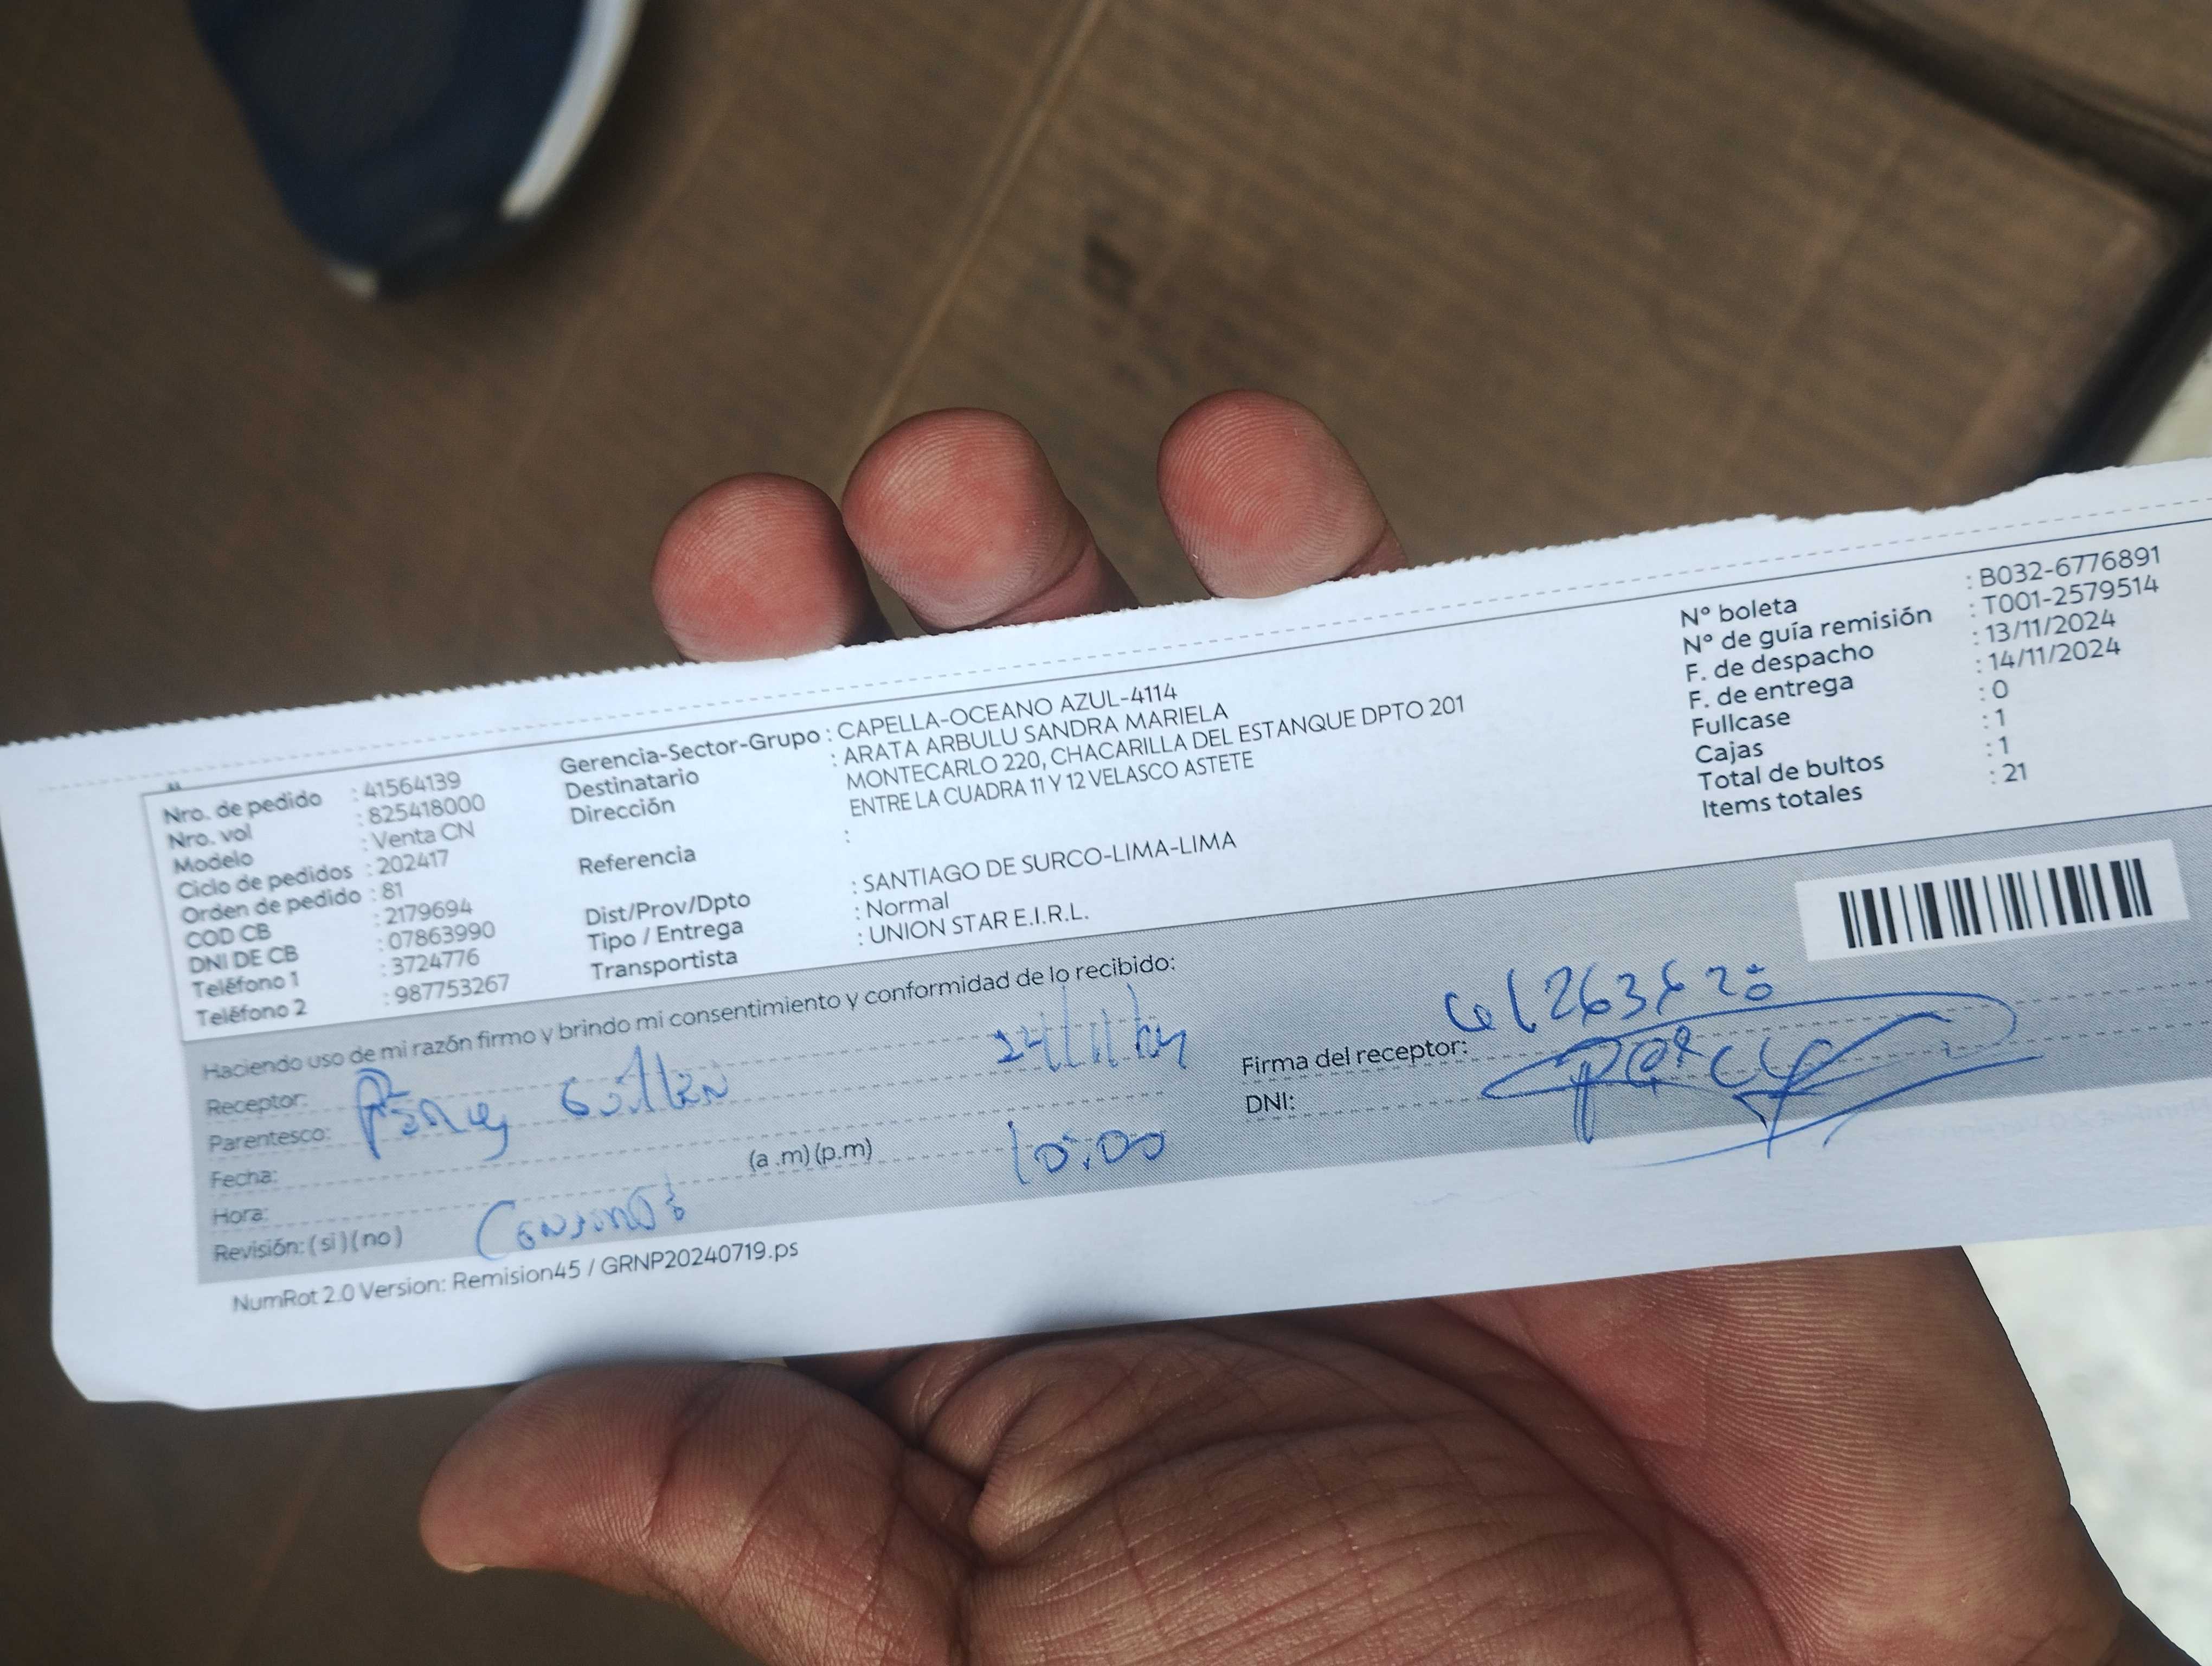 Nro. de pedido : 41564139
Nro. vol : 825418000
Modelo : Venta CN
Ciclo de pedidos : 202417
Orden de pedido : 81
COD CB : 2179694
DNI DE CB : 07863990
Teléfono 1 : 3724776
Teléfono 2 : 987753267
Gerencia-Sector-Grupo : CAPELLA-OCEANO AZUL-4114
Destinatario : ARATA ARBULU SANDRA MARIELA
Dirección MONTECARLO 220, CHACARILLA DEL ESTANQUE DPTO 201
ENTRE LA CUADRA 11 Y 12 VELASCO ASTETE
Referencia :
Dist/Prov/Dpto : SANTIAGO DE SURCO-LIMA-LIMA
Tipo / Entrega : Normal
Transportista : UNION STAR E.I.R.L.
N° boleta : B032-6776891
N° de guía remisión : T001-2579514
F. de despacho : 13/11/2024
F. de entrega : 14/11/2024
Fullcase : 0
Cajas : 1
Total de bultos : 1
Items totales : 21
Haciendo uso de mi razón firmo y brindo mi consentimiento y conformidad de lo recibido:
Receptor:
Parentesco:
Fecha:
Hora: (a .m) (p.m) 10:00
Revisión: ( si ) ( no )
Firma del receptor:
DNI:
Percy
NumRot 2.0 Version: Remision45 / GRNP20240719.ps